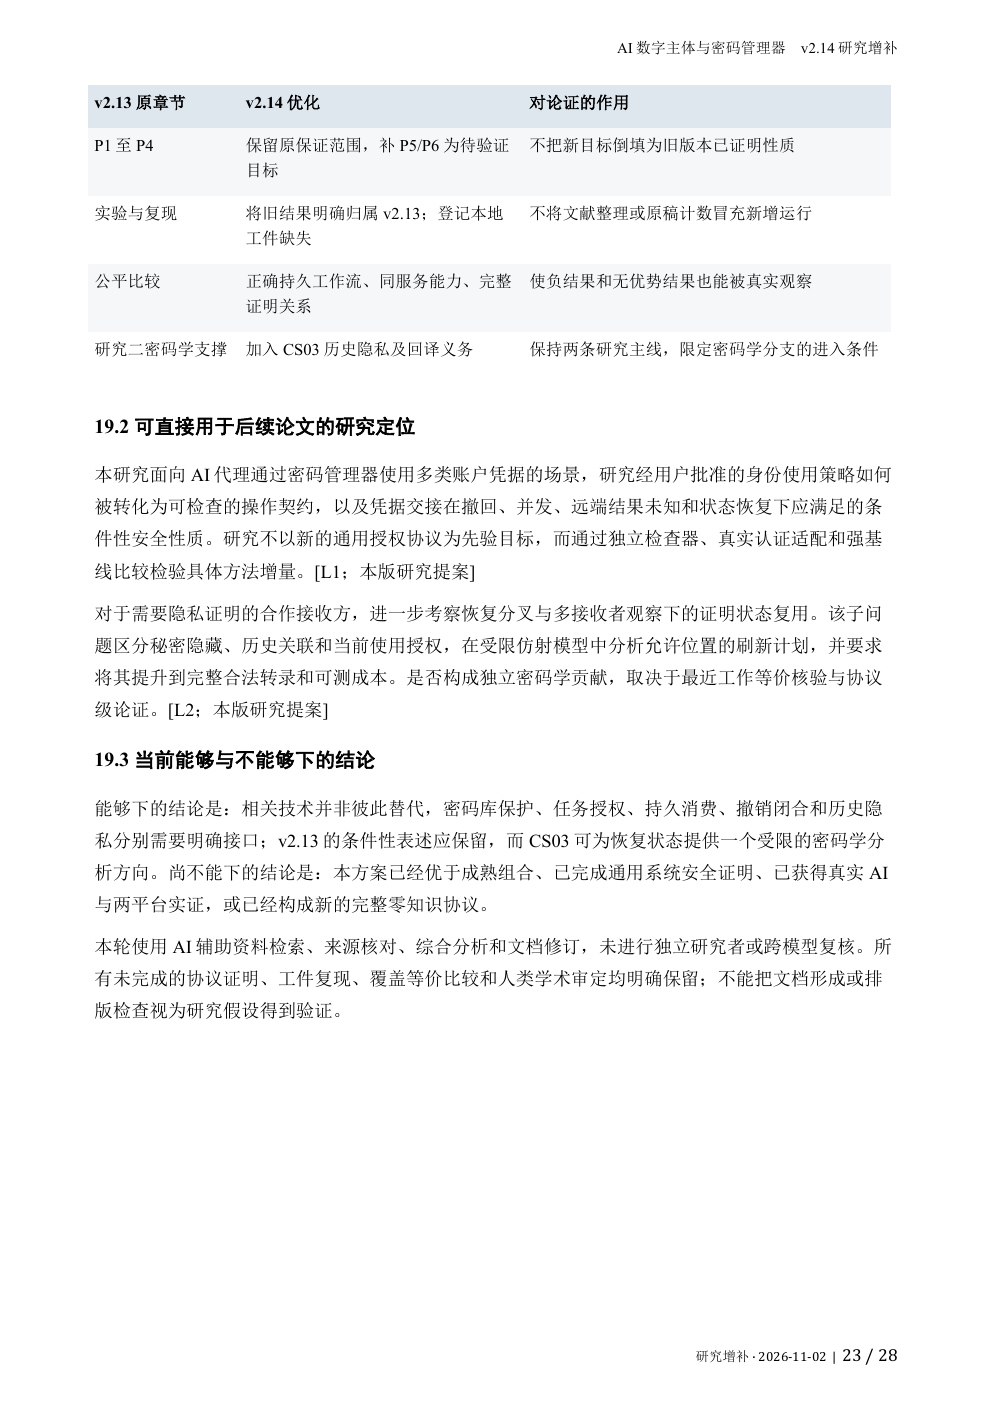 AI 数字主体与密码管理器 v2.14 研究增补
v2.13 原章节 v2.14 优化 对论证的作用
P1 至 P4 保留原保证范围，补 P5/P6 为待验证 不把新目标倒填为旧版本已证明性质
目标
实验与复现 将旧结果明确归属 v2.13；登记本地 不将文献整理或原稿计数冒充新增运行
工件缺失
公平比较 正确持久工作流、同服务能力、完整 使负结果和无优势结果也能被真实观察
证明关系
研究二密码学支撑 加入 CS03 历史隐私及回译义务 保持两条研究主线，限定密码学分支的进入条件
19.2 可直接用于后续论文的研究定位
本研究面向 AI 代理通过密码管理器使用多类账户凭据的场景，研究经用户批准的身份使用策略如何
被转化为可检查的操作契约，以及凭据交接在撤回、并发、远端结果未知和状态恢复下应满足的条
件性安全性质。研究不以新的通用授权协议为先验目标，而通过独立检查器、真实认证适配和强基
线比较检验具体方法增量。[L1；本版研究提案]
对于需要隐私证明的合作接收方，进一步考察恢复分叉与多接收者观察下的证明状态复用。该子问
题区分秘密隐藏、历史关联和当前使用授权，在受限仿射模型中分析允许位置的刷新计划，并要求
将其提升到完整合法转录和可测成本。是否构成独立密码学贡献，取决于最近工作等价核验与协议
级论证。[L2；本版研究提案]
19.3 当前能够与不能够下的结论
能够下的结论是：相关技术并非彼此替代，密码库保护、任务授权、持久消费、撤销闭合和历史隐
私分别需要明确接口；v2.13 的条件性表述应保留，而 CS03 可为恢复状态提供一个受限的密码学分
析方向。尚不能下的结论是：本方案已经优于成熟组合、已完成通用系统安全证明、已获得真实 AI
与两平台实证，或已经构成新的完整零知识协议。
本轮使用 AI 辅助资料检索、来源核对、综合分析和文档修订，未进行独立研究者或跨模型复核。所
有未完成的协议证明、工件复现、覆盖等价比较和人类学术审定均明确保留；不能把文档形成或排
版检查视为研究假设得到验证。
研究增补 · 2026-11-02 | 23 / 28